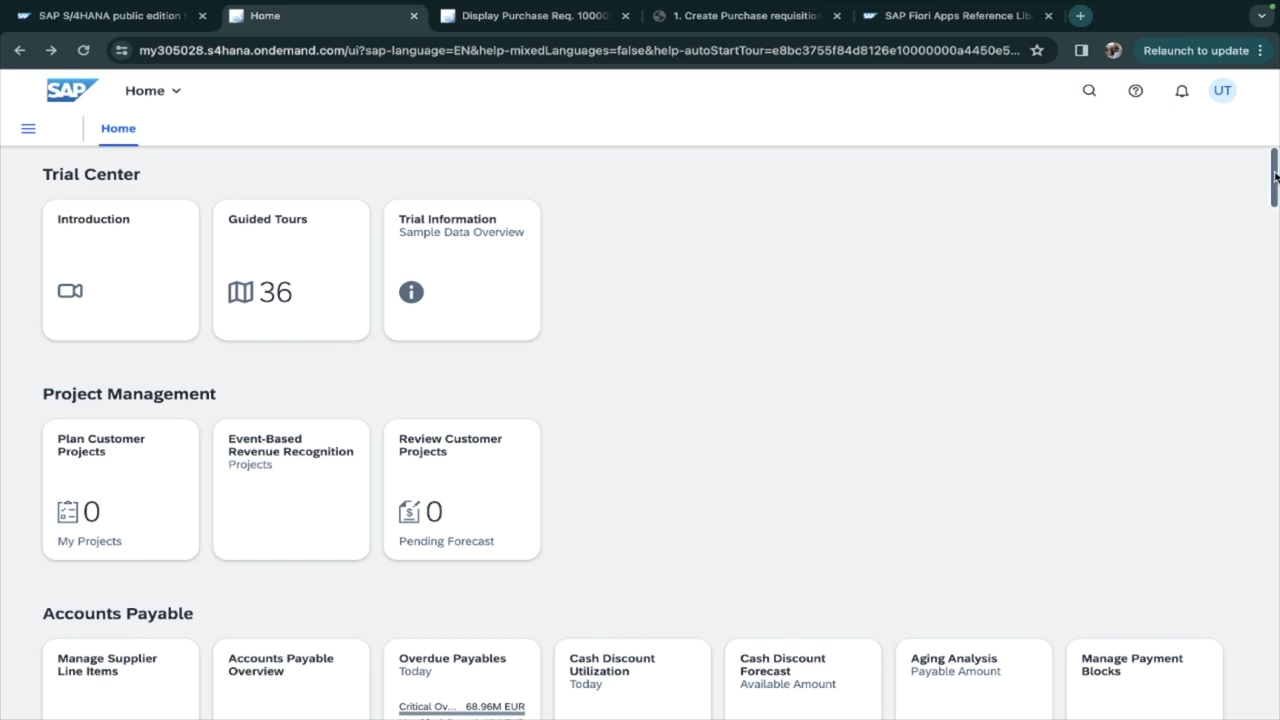 SAP S/4HANA public edition
Home
Display Purchase Req. 10000
1. Create Purchase requisition
SAP Fiori Apps Reference Lib
my305028.s4hana.ondemand.com/ui?sap-language=EN&help-mixedLanguages=false&help-autoStartTour=e8bc3755f84d8126e10000000a4450e5...
Relaunch to update
SAP
Home
UT
Home
Trial Center
Introduction
Guided Tours
36
Trial Information
Sample Data Overview
Project Management
Plan Customer
Projects
0
My Projects
Event-Based
Revenue Recognition
Projects
Review Customer
Projects
0
Pending Forecast
Accounts Payable
Manage Supplier
Line Items
Accounts Payable
Overview
Overdue Payables
Today
Critical Ov... 68.96M EUR
Cash Discount
Utilization
Today
Cash Discount
Forecast
Available Amount
Aging Analysis
Payable Amount
Manage Payment
Blocks